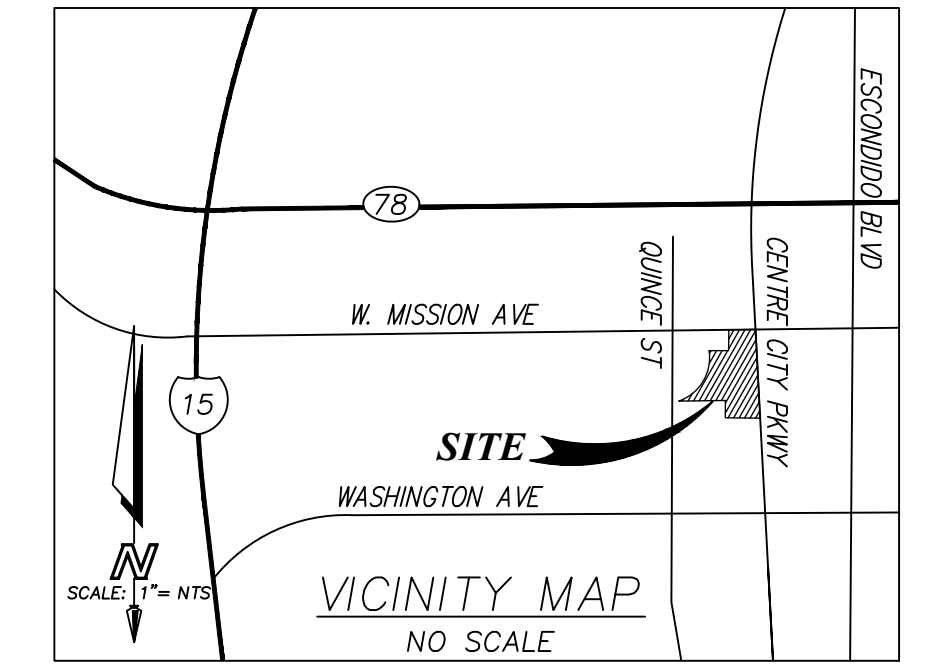 ESCONDIDO BLVD
78
QUINCE ST
CENTRE CITY PKWY
W. MISSION AVE
15
SITE
WASHINGTON AVE
N
SCALE: 1"= NTS
VICINITY MAP
NO SCALE